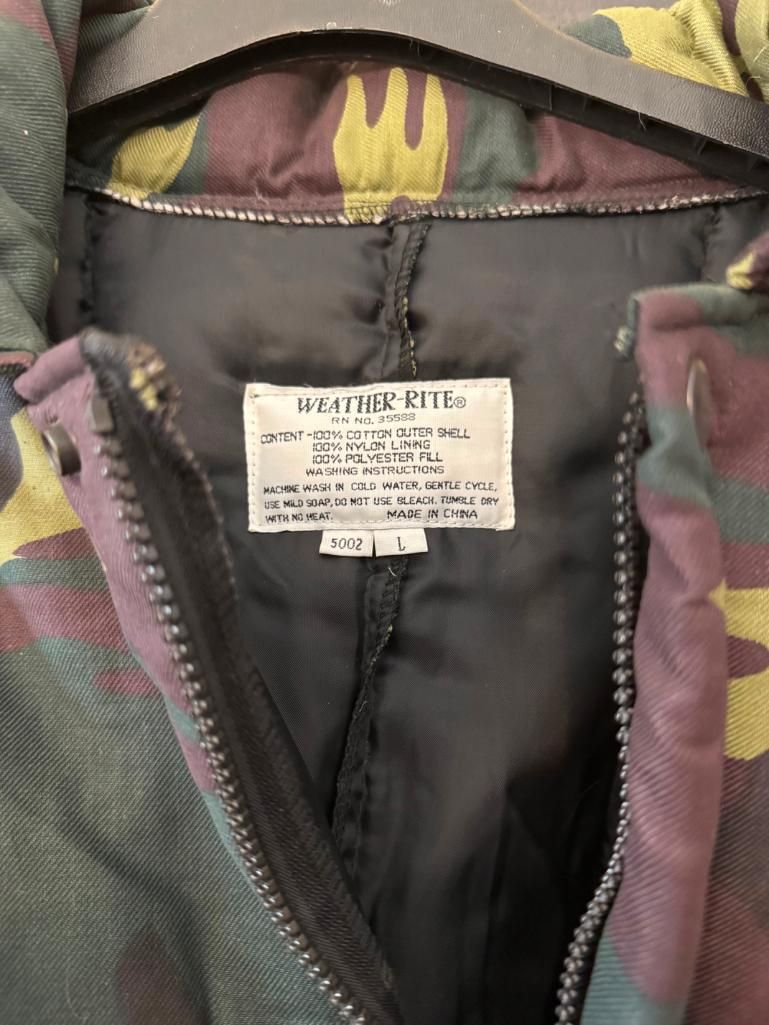 WEATHER-RITE®
RN NO. 35588
CONTENT -100% COTTON OUTER SHELL
100% NYLON LINING
100% POLYESTER FILL
WASHING INSTRUCTIONS
MACHINE WASH IN COLD WATER, GENTLE CYCLE,
USE MILD SOAP, DO NOT USE BLEACH. TUMBLE DRY
WITH NO HEAT. MADE IN CHINA
5002 L